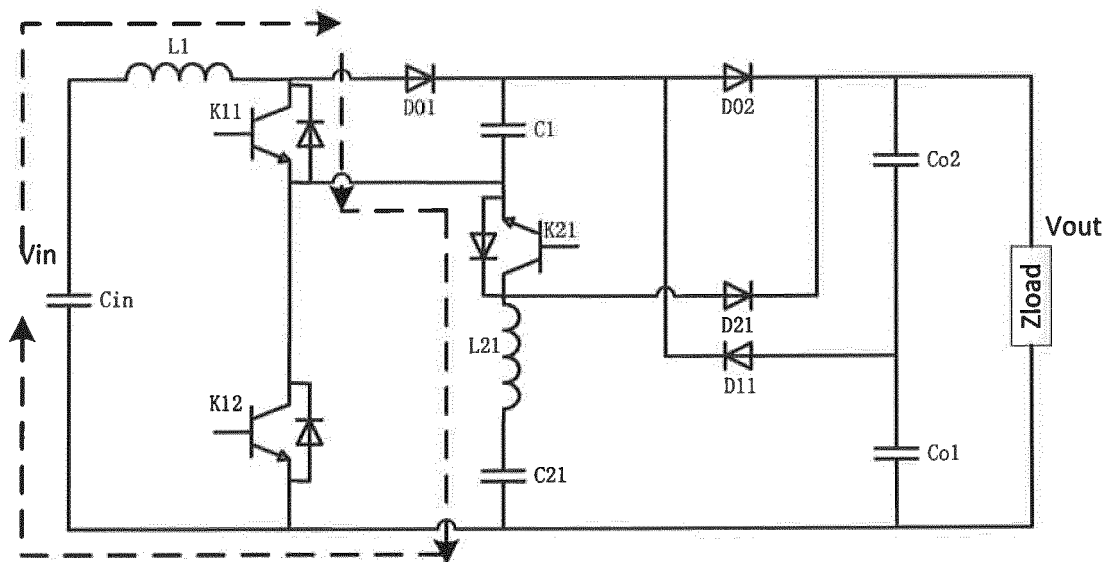 L1
K11
D01
C1
D02
Co2
K21
Vout
Vin
Cin
D21
Zload
L21
D11
K12
C21
Co1